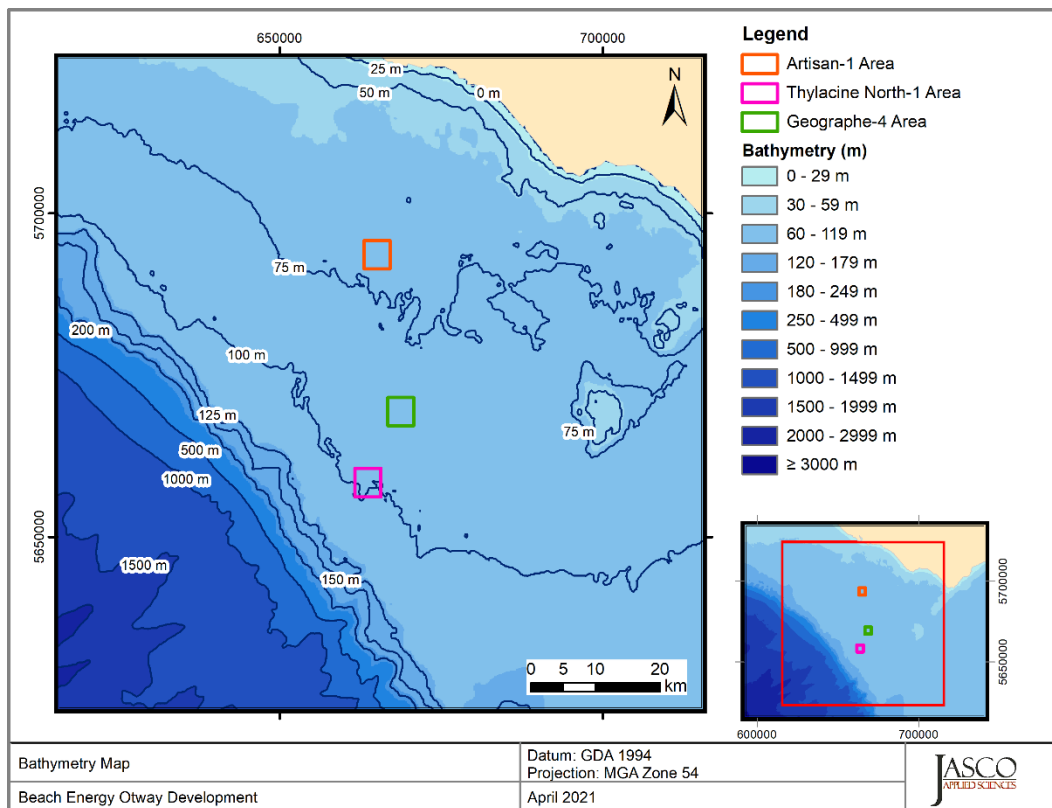 650000
700000
25 m
50 m
0 m
N
5700000
75 m
200 m
100 m
125 m
75 m
500 m
1000 m
5650000
1500 m
150 m
0 5 10 20
km
Legend
Artisan-1 Area
Thylacine North-1 Area
Geographe-4 Area
Bathymetry (m)
0 - 29 m
30 - 59 m
60 - 119 m
120 - 179 m
180 - 249 m
250 - 499 m
500 - 999 m
1000 - 1499 m
1500 - 1999 m
2000 - 2999 m
≥ 3000 m
5700000
5650000
600000
700000
Bathymetry Map
Datum: GDA 1994
Projection: MGA Zone 54
Beach Energy Otway Development
April 2021
JASCO
APPLIED SCIENCES